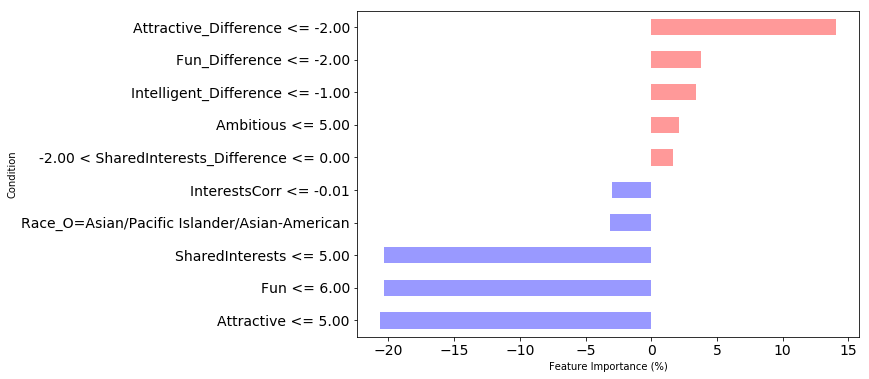 Attractive_Difference <= -2.00
Fun_Difference <= -2.00
Intelligent_Difference <= -1.00
Ambitious <= 5.00
-2.00 < SharedInterests_Difference <= 0.00
InterestsCorr <= -0.01
Race_O=Asian/Pacific Islander/Asian-American
SharedInterests <= 5.00
Fun <= 6.00
Attractive <= 5.00
Condition
−20 −15 −10 −5 0 5 10 15
Feature Importance (%)